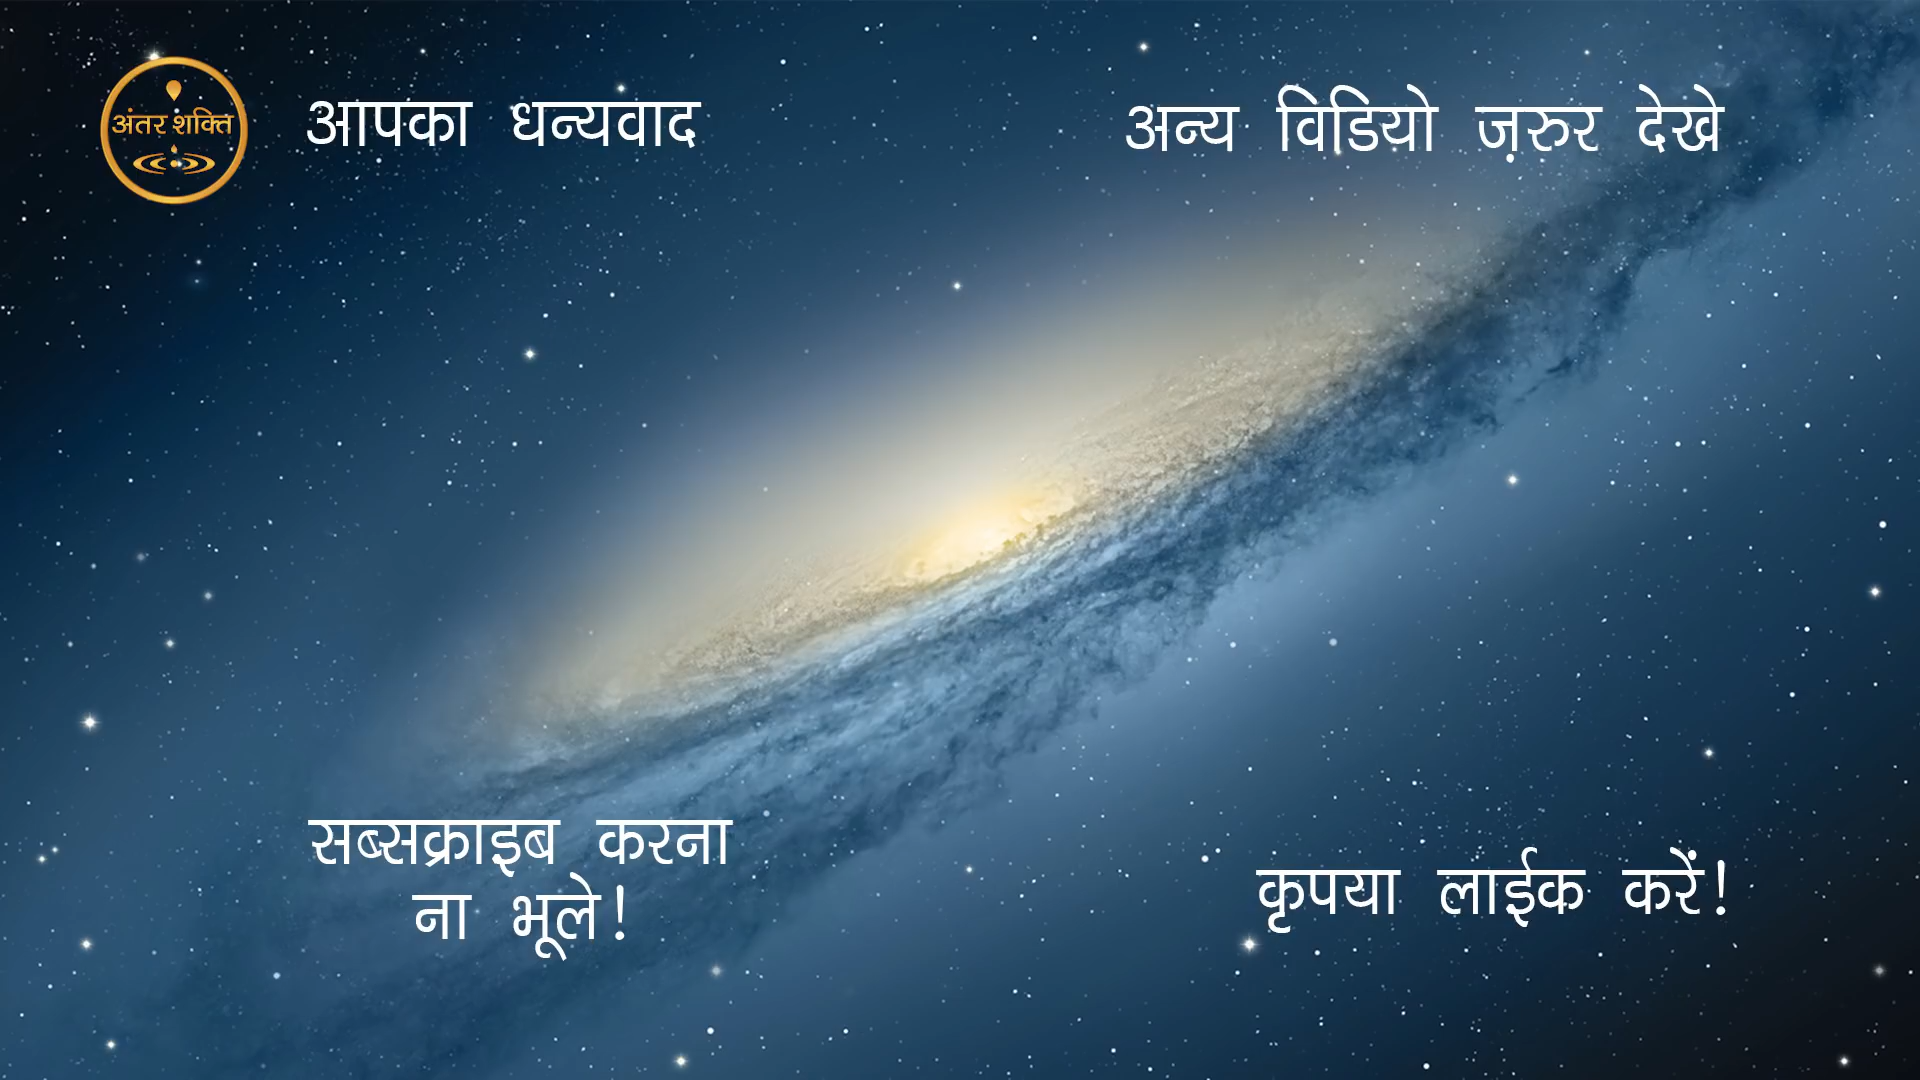 अंतर शक्ति
आपका धन्यवाद
अन्य विडियो ज़रुर देखे
सब्सक्राइब करना
ना भूले!
कृपया लाईक करें!